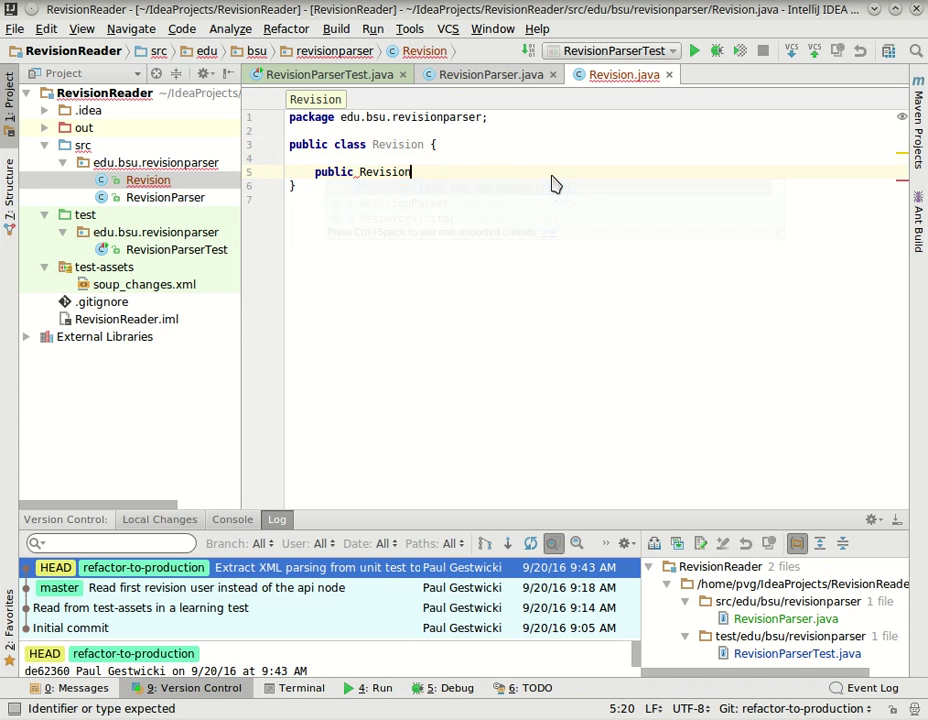 RevisionReader - [~/IdeaProjects/RevisionReader] - [RevisionReader] - ~/IdeaProjects/RevisionReader/src/edu/bsu/revisionparser/Revision.java - IntelliJ IDEA ...
File Edit View Navigate Code Analyze Refactor Build Run Tools VCS Window Help
RevisionReader src edu bsu revisionparser Revision RevisionParserTest VCS VCS
Project RevisionParserTest.java RevisionParser.java Revision.java
1: Project
7: Structure
2: Favorites
RevisionReader ~/IdeaProjects/
.idea
out
src
edu.bsu.revisionparser
Revision
RevisionParser
test
edu.bsu.revisionparser
RevisionParserTest
test-assets
soup_changes.xml
.gitignore
RevisionReader.iml
External Libraries
Revision
1 package edu.bsu.revisionparser;
2
3 public class Revision {
4
5 public Revision
6 }
7
RevisionParser
ResourceVisitor
Press Ctrl+Space to see non-imported classes >>
Maven Projects
Ant Build
Version Control: Local Changes Console Log
Branch: All User: All Date: All Paths: All
HEAD refactor-to-production Extract XML parsing from unit test to Paul Gestwicki 9/20/16 9:43 AM
master Read first revision user instead of the api node Paul Gestwicki 9/20/16 9:18 AM
Read from test-assets in a learning test Paul Gestwicki 9/20/16 9:14 AM
Initial commit Paul Gestwicki 9/20/16 9:05 AM
HEAD refactor-to-production
de62360 Paul Gestwicki on 9/20/16 at 9:43 AM
RevisionReader 2 files
/home/pvg/IdeaProjects/RevisionReade
src/edu/bsu/revisionparser 1 file
RevisionParser.java
test/edu/bsu/revisionparser 1 file
RevisionParserTest.java
0: Messages 9: Version Control Terminal 4: Run 5: Debug 6: TODO Event Log
Identifier or type expected 5:20 LF÷ UTF-8÷ Git: refactor-to-production÷